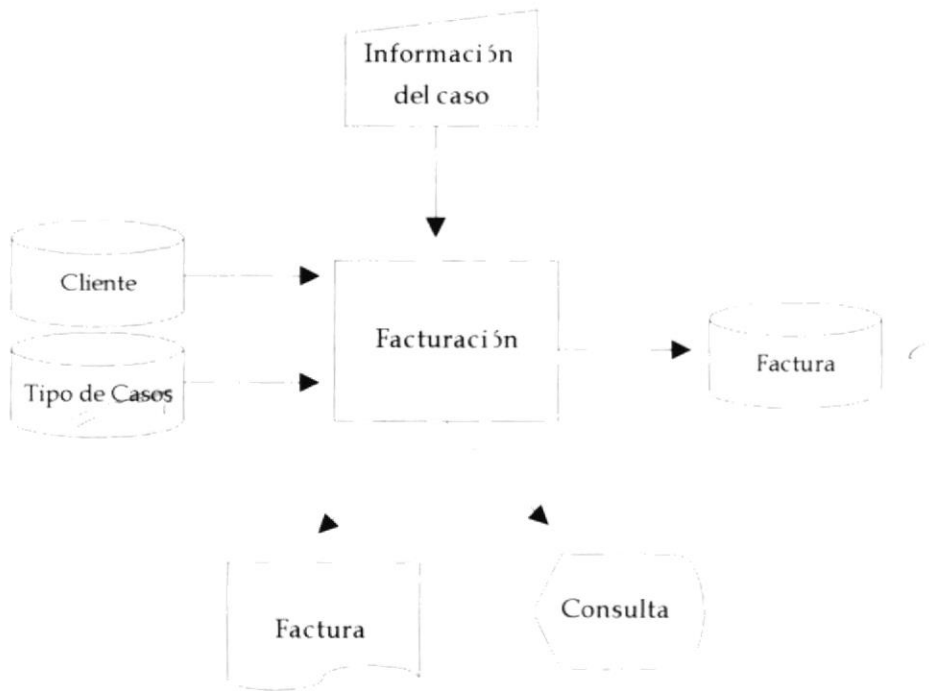 Información
del caso
Cliente
Facturación
Factura
Tipo de Casos
Factura
Consulta